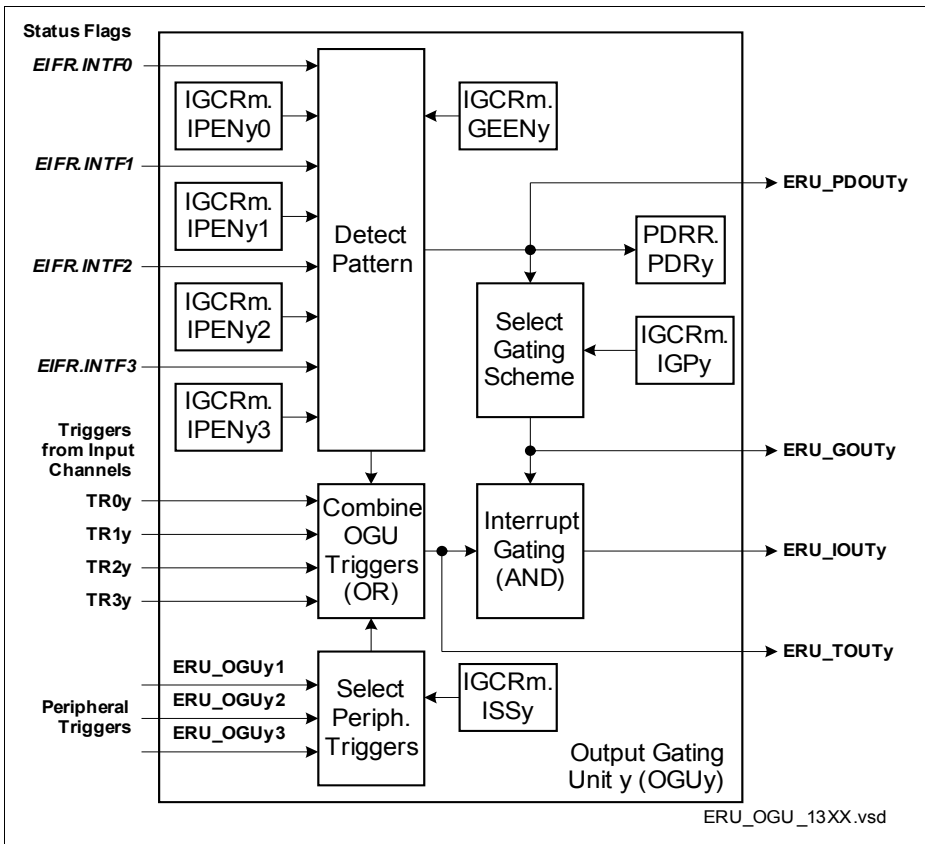 Status Flags
EIFR.INTF0
IGCRm.
IPENy0
EIFR.INTF1
IGCRm.
IPENy1
EIFR.INTF2
IGCRm.
IPENy2
EIFR.INTF3
IGCRm.
IPENy3
Detect
Pattern
IGCRm.
GEENy
ERU_PDOUTy
PDRR.
PDRy
Select
Gating
Scheme
IGCRm.
IGPy
ERU_GOUTy
Triggers
from Input
Channels
TR0y
TR1y
TR2y
TR3y
Combine
OGU
Triggers
(OR)
Interrupt
Gating
(AND)
ERU_IOUTy
ERU_TOUTy
Peripheral
Triggers
ERU_OGUy1
ERU_OGUy2
ERU_OGUy3
Select
Periph.
Triggers
IGCRm.
ISSy
Output Gating
Unit y (OGUy)
ERU_OGU_13XX.vsd